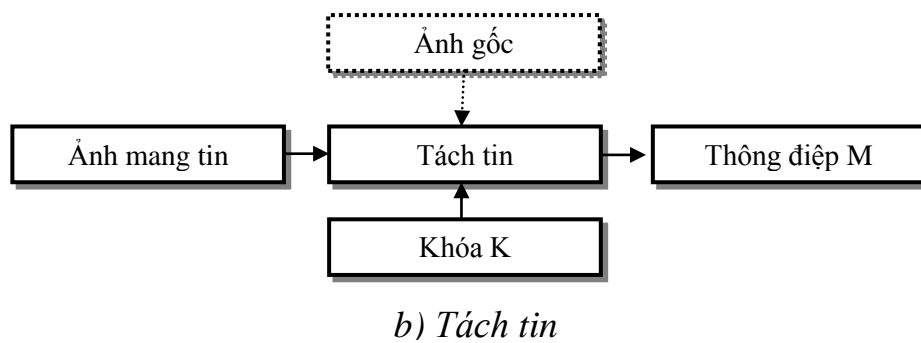 Ảnh gốc
Ảnh mang tin
Tách tin
Thông điệp M
Khóa K
b) Tách tin